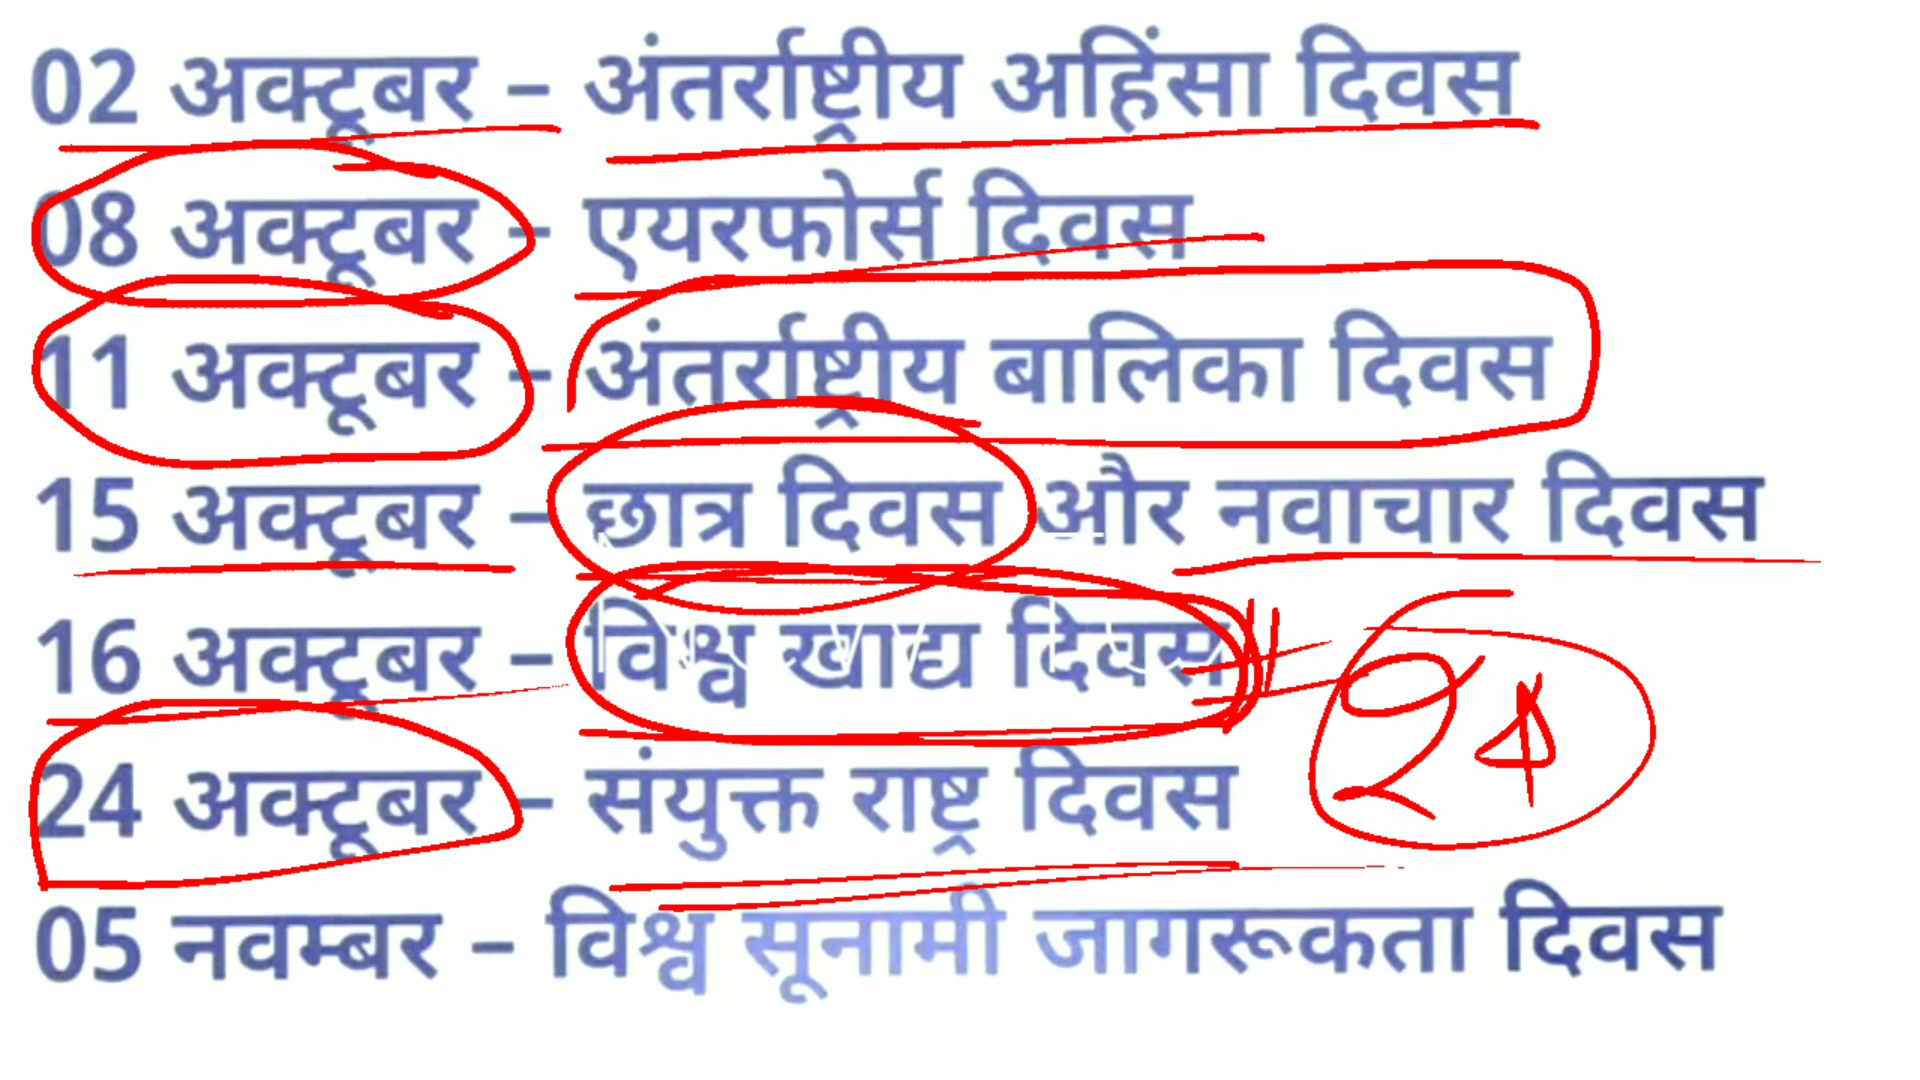 02 अक्टूबर – अंतर्राष्ट्रीय अहिंसा दिवस
08 अक्टूबर – एयरफोर्स दिवस
11 अक्टूबर – अंतर्राष्ट्रीय बालिका दिवस
15 अक्टूबर – छात्र दिवस और नवाचार दिवस
16 अक्टूबर – विश्व खाद्य दिवस
24 अक्टूबर – संयुक्त राष्ट्र दिवस
24
05 नवम्बर – विश्व सूनामी जागरूकता दिवस